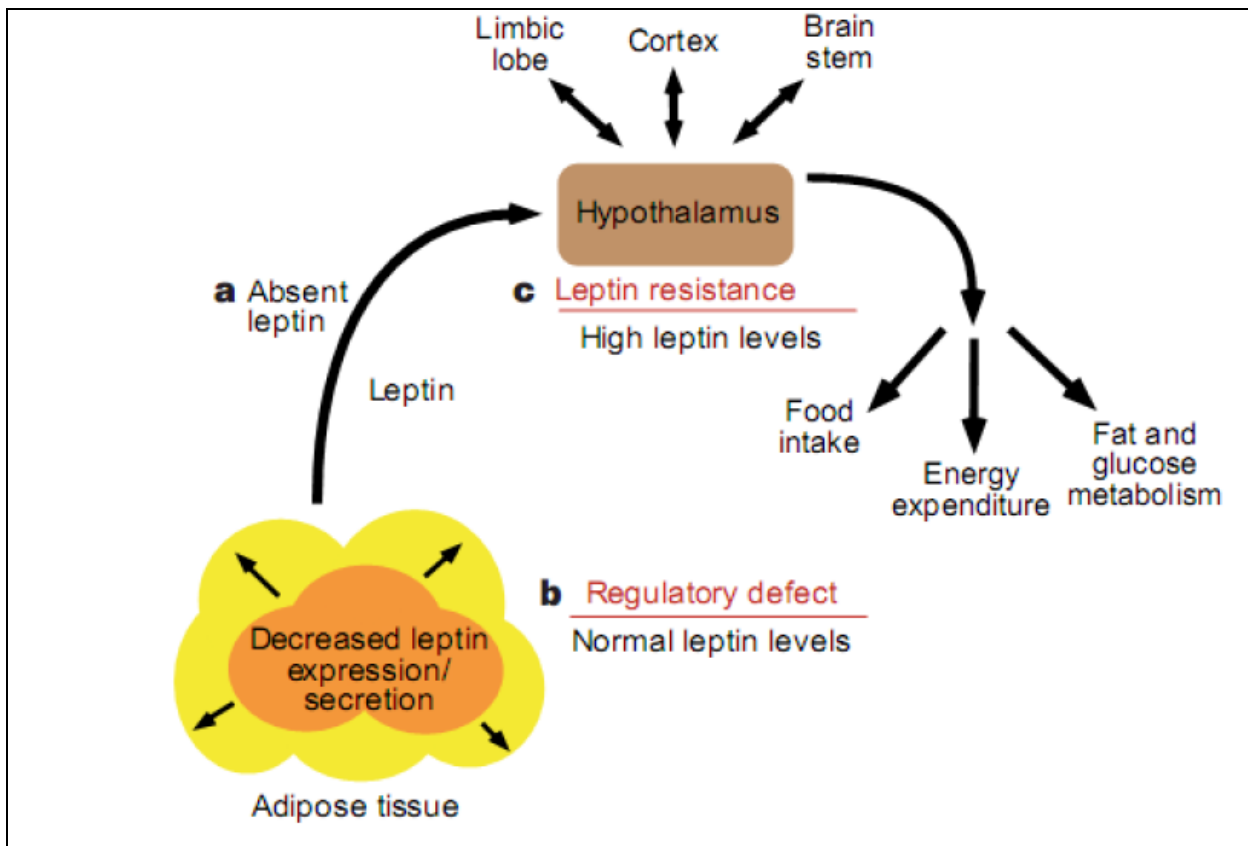 Limbic
lobe
Cortex
Brain
stem
Hypothalamus
a Absent
leptin
c Leptin resistance
High leptin levels
Leptin
Food
intake
Energy
expenditure
Fat and
glucose
metabolism
b Regulatory defect
Normal leptin levels
Decreased leptin
expression/
secretion
Adipose tissue